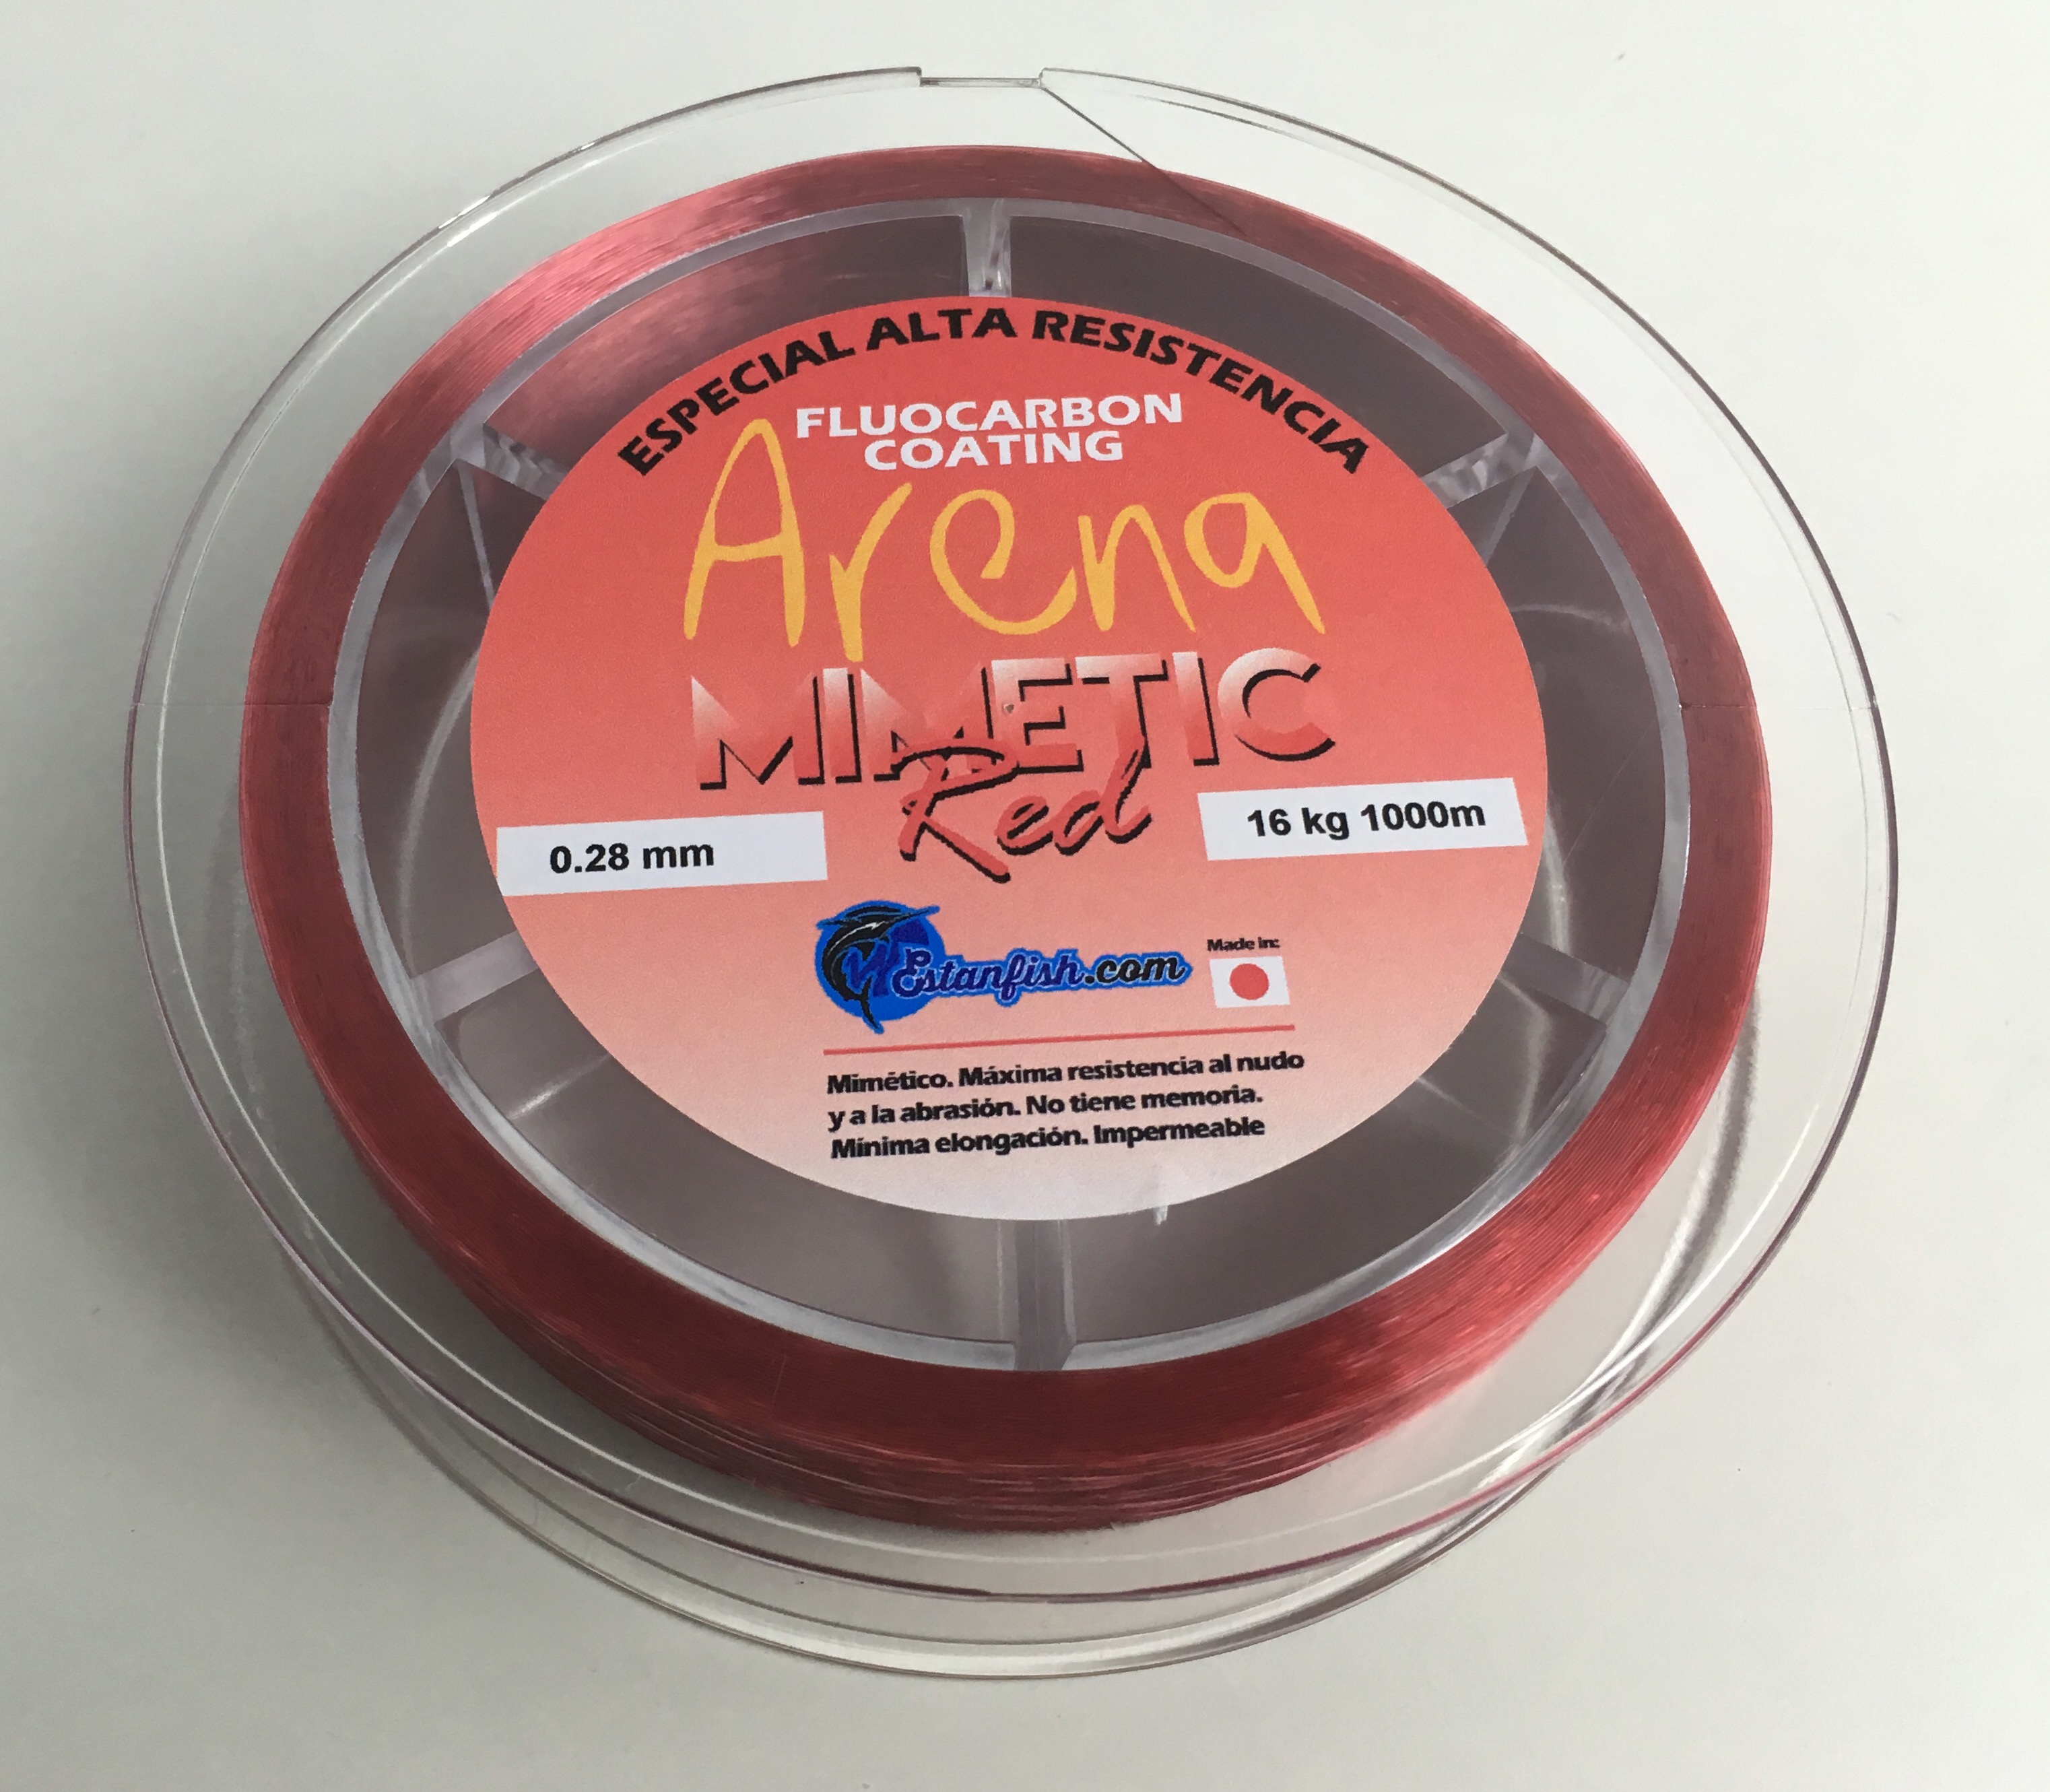 ESPECIAL ALTA RESISTENCIA
FLUOCARBON
COATING
Arena
MIMETIC
Red
0.28 mm
16 kg 1000m
WEstanfish.com
Made in:
Mimético. Máxima resistencia al nudo
y a la abrasión. No tiene memoria.
Mínima elongación. Impermeable